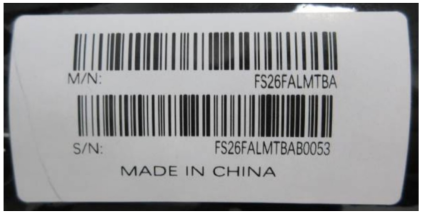 M/N: FS26FALMTBA
S/N: FS26FALMTBAB0053
MADE IN CHINA